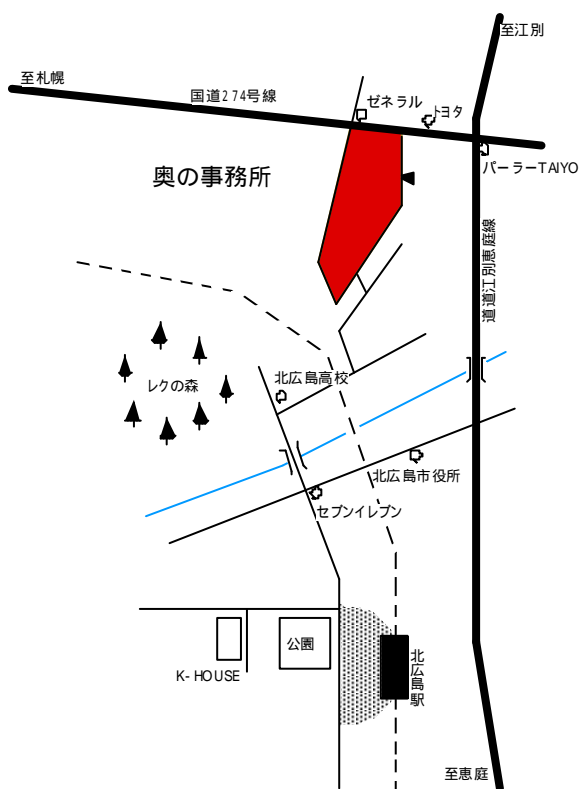 至江別
至札幌
国道274号線
ゼネラル
トヨタ
パーラーTAIYO
奥の事務所
道道江別恵庭線
北広島高校
レクの森
北広島市役所
セブンイレブン
公園
K-HOUSE
北広島駅
至恵庭